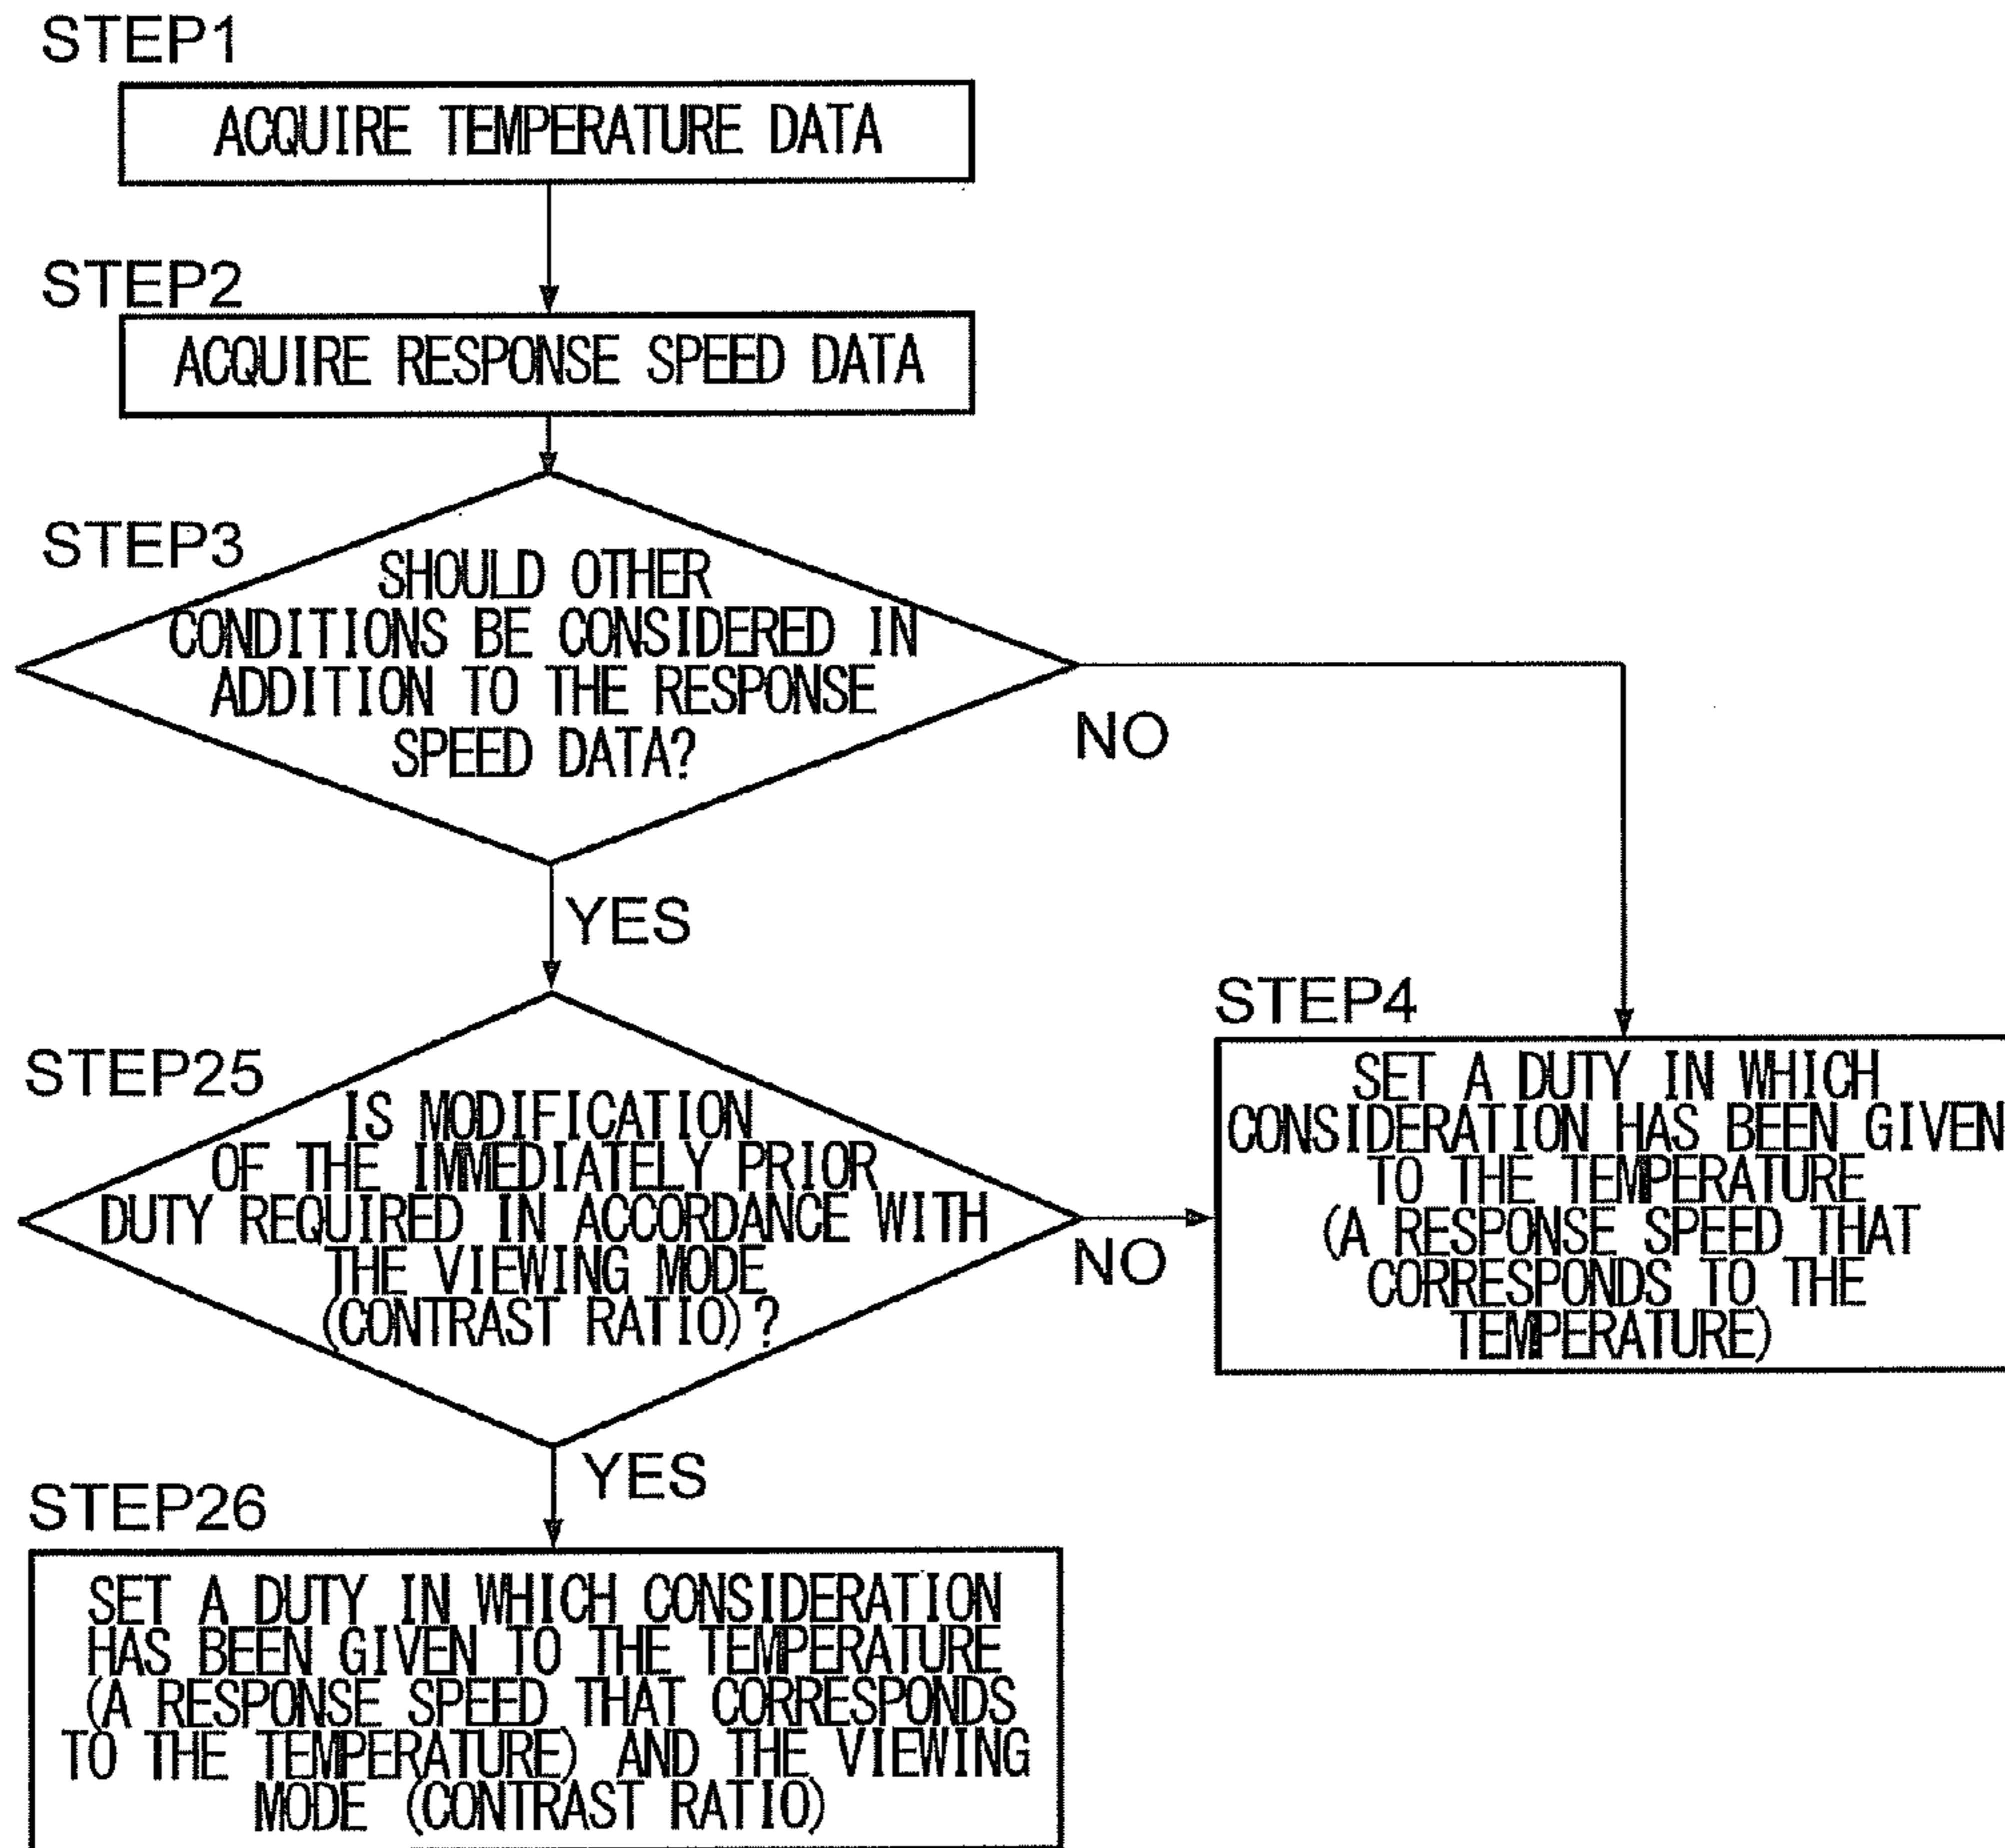 STEP1
ACQUIRE TEMPERATURE DATA
STEP2
ACQUIRE RESPONSE SPEED DATA
STEP3
SHOULD OTHER
CONDITIONS BE CONSIDERED IN
ADDITION TO THE RESPONSE
SPEED DATA?
NO
YES
STEP4
SET A DUTY IN WHICH
CONSIDERATION HAS BEEN GIVEN
TO THE TEMPERATURE
(A RESPONSE SPEED THAT
CORRESPONDS TO THE
TEMPERATURE)
STEP25
IS MODIFICATION
OF THE IMMEDIATELY PRIOR
DUTY REQUIRED IN ACCORDANCE WITH
THE VIEWING MODE
(CONTRAST RATIO)?
NO
YES
STEP26
SET A DUTY IN WHICH CONSIDERATION
HAS BEEN GIVEN TO THE TEMPERATURE
(A RESPONSE SPEED THAT CORRESPONDS
TO THE TEMPERATURE) AND THE VIEWING
MODE (CONTRAST RATIO)